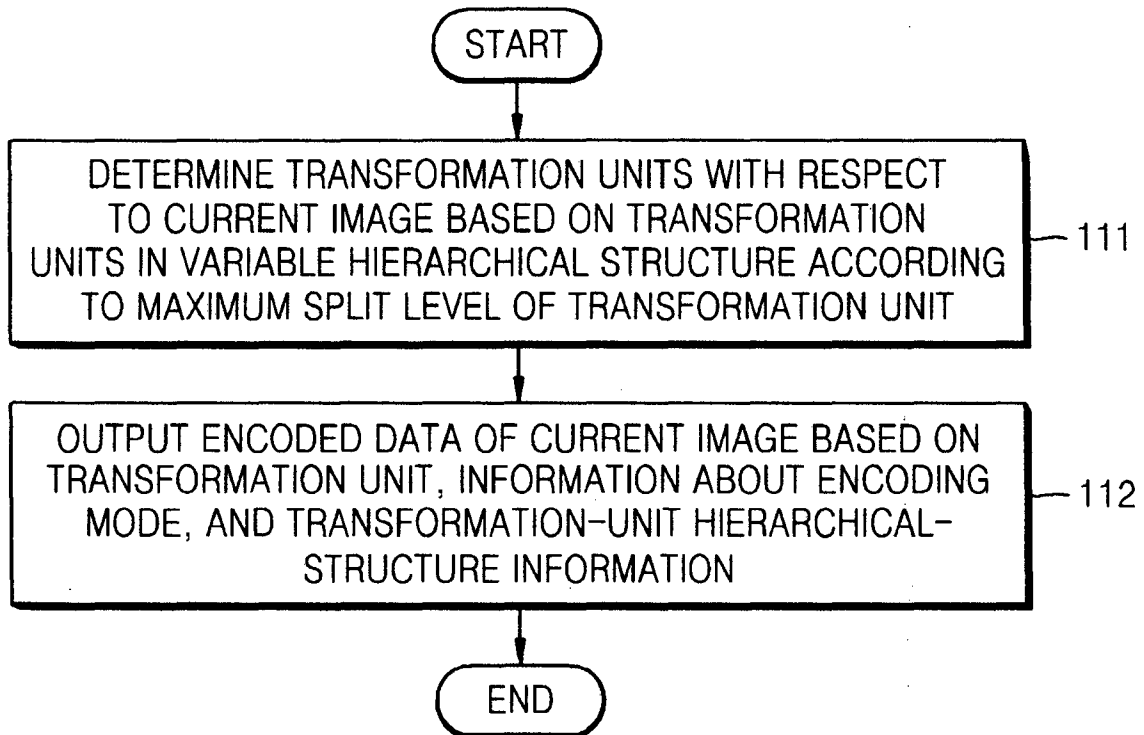 START
DETERMINE TRANSFORMATION UNITS WITH RESPECT
TO CURRENT IMAGE BASED ON TRANSFORMATION
UNITS IN VARIABLE HIERARCHICAL STRUCTURE ACCORDING
TO MAXIMUM SPLIT LEVEL OF TRANSFORMATION UNIT
111
OUTPUT ENCODED DATA OF CURRENT IMAGE BASED ON
TRANSFORMATION UNIT, INFORMATION ABOUT ENCODING
MODE, AND TRANSFORMATION-UNIT HIERARCHICAL-
STRUCTURE INFORMATION
112
END